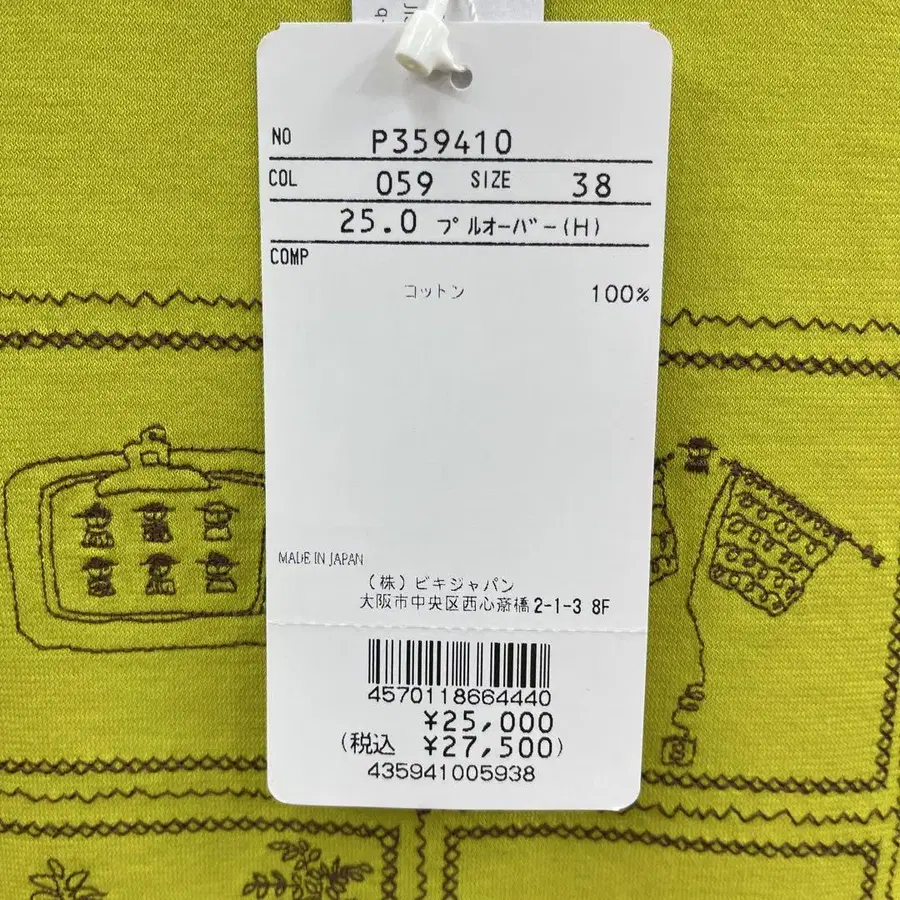 NO P359410
COL 059 SIZE 38
25.0 プルオーバー(H)
COMP
コットン 100%
MADE IN JAPAN
(株)ビキジャパン
大阪市中央区西心斎橋2-1-3 8F
4570118664440
¥25,000
(税込 ¥27,500)
435941005938